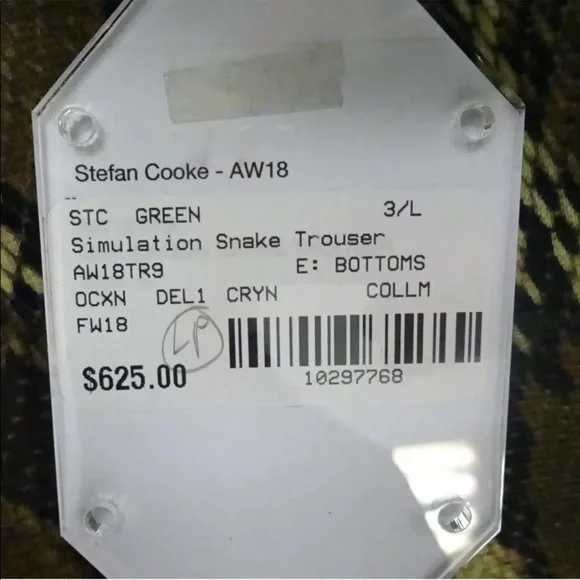 Stefan Cooke - AW18
--
STC GREEN 3/L
Simulation Snake Trouser
AW18TR9 E: BOTTOMS
OCXN DEL1 CRYN COLLM
FW18
LP
$625.00 10297768